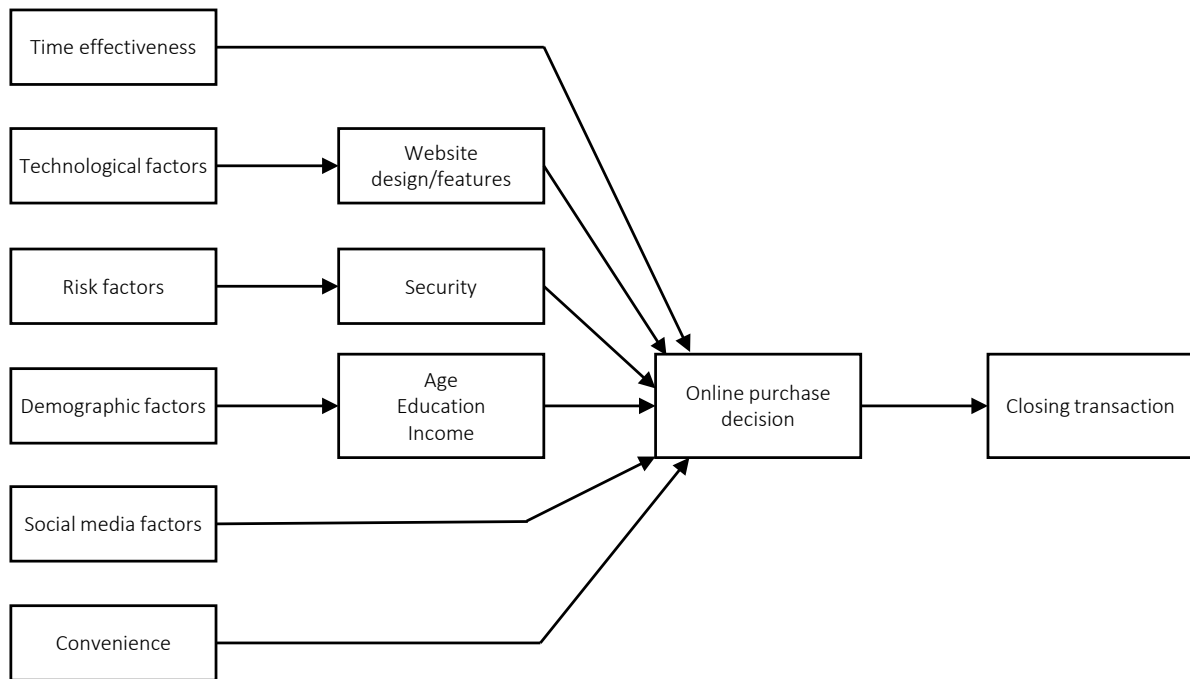 Time effectiveness
Technological factors
Website
design/features
Risk factors
Security
Demographic factors
Age
Education
Income
Online purchase
decision
Closing transaction
Social media factors
Convenience